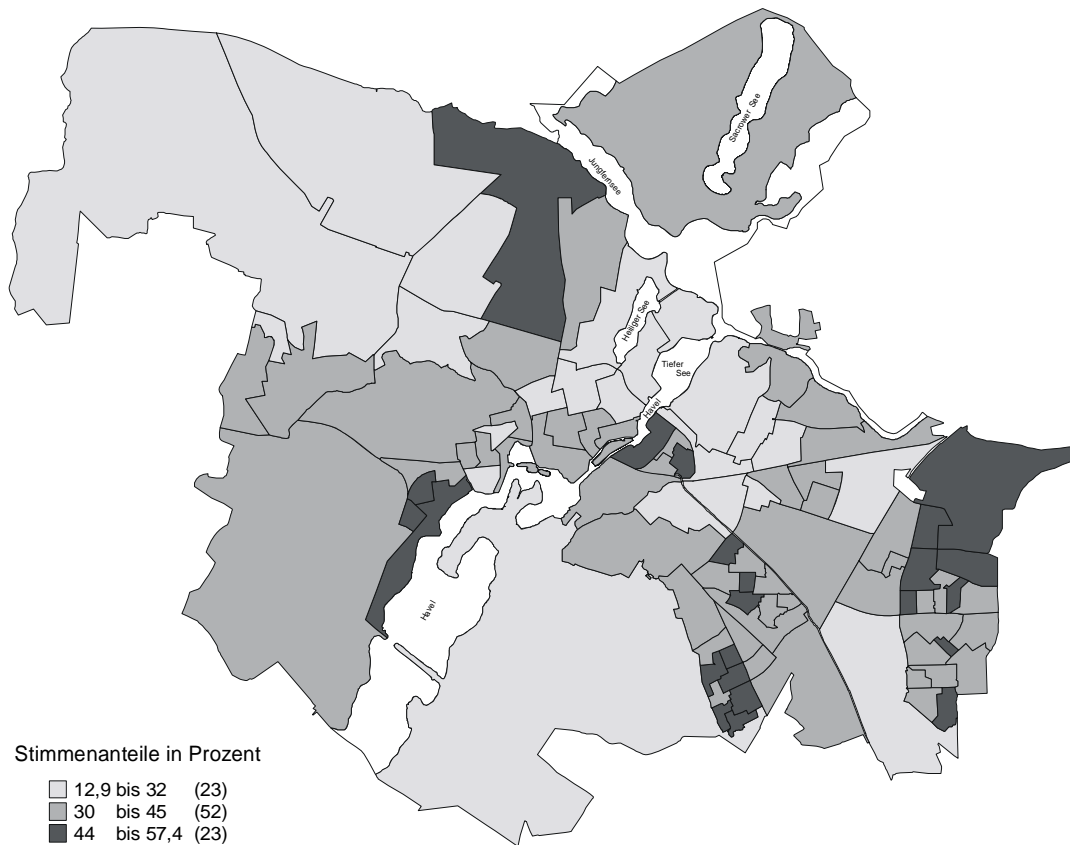 Sacrower See
Jungfernsee
Heiliger See
Tiefer
See
Havel
Havel
Stimmenanteile in Prozent
12,9 bis 32 (23)
30 bis 45 (52)
44 bis 57,4 (23)